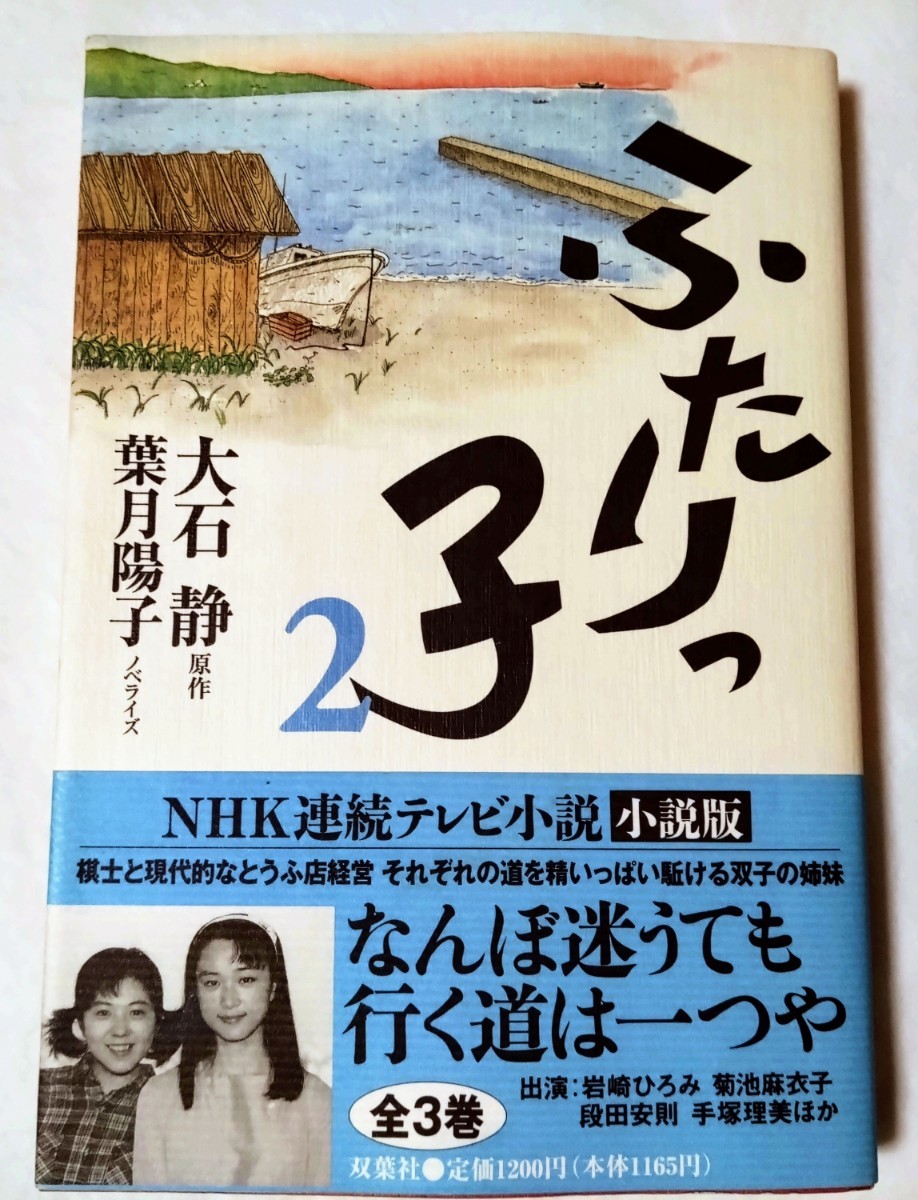 ふたりっ
子
2
大石 静 原作
葉月陽子 ノベライズ
NHK連続テレビ小説 小説版
棋士と現代的なとうふ店経営 それぞれの道を精いっぱい駈ける双子の姉妹
なんぼ迷うても
行く道は一つや
出演：岩崎ひろみ 菊池麻衣子
段田安則 手塚理美ほか
全3巻
双葉社●定価1200円(本体1165円)